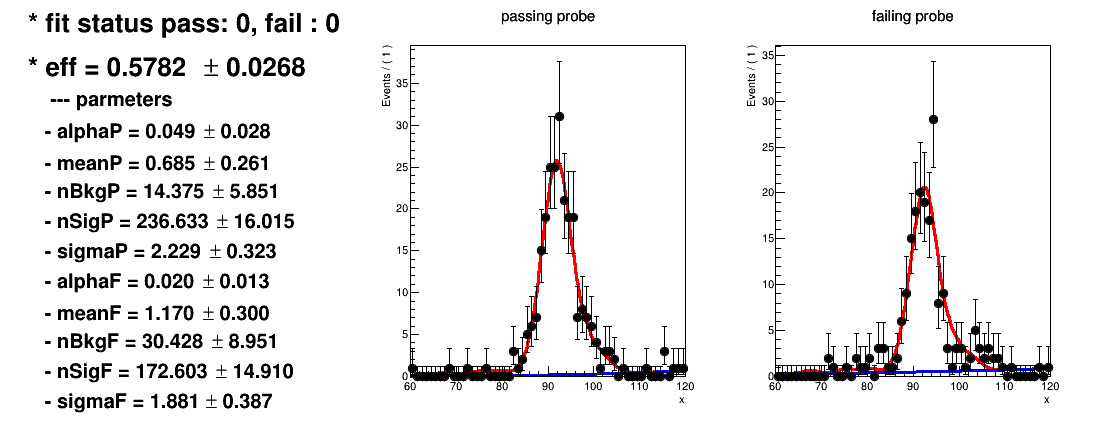 * fit status pass: 0, fail : 0
* eff = 0.5782 ± 0.0268
--- parmeters
- alphaP = 0.049 ± 0.028
- meanP = 0.685 ± 0.261
- nBkgP = 14.375 ± 5.851
- nSigP = 236.633 ± 16.015
- sigmaP = 2.229 ± 0.323
- alphaF = 0.020 ± 0.013
- meanF = 1.170 ± 0.300
- nBkgF = 30.428 ± 8.951
- nSigF = 172.603 ± 14.910
- sigmaF = 1.881 ± 0.387
passing probe
Events / ( 1 )
35
30
25
20
15
10
5
0
60 70 80 90 100 110 120
x
failing probe
Events / ( 1 )
35
30
25
20
15
10
5
0
60 70 80 90 100 110 120
x